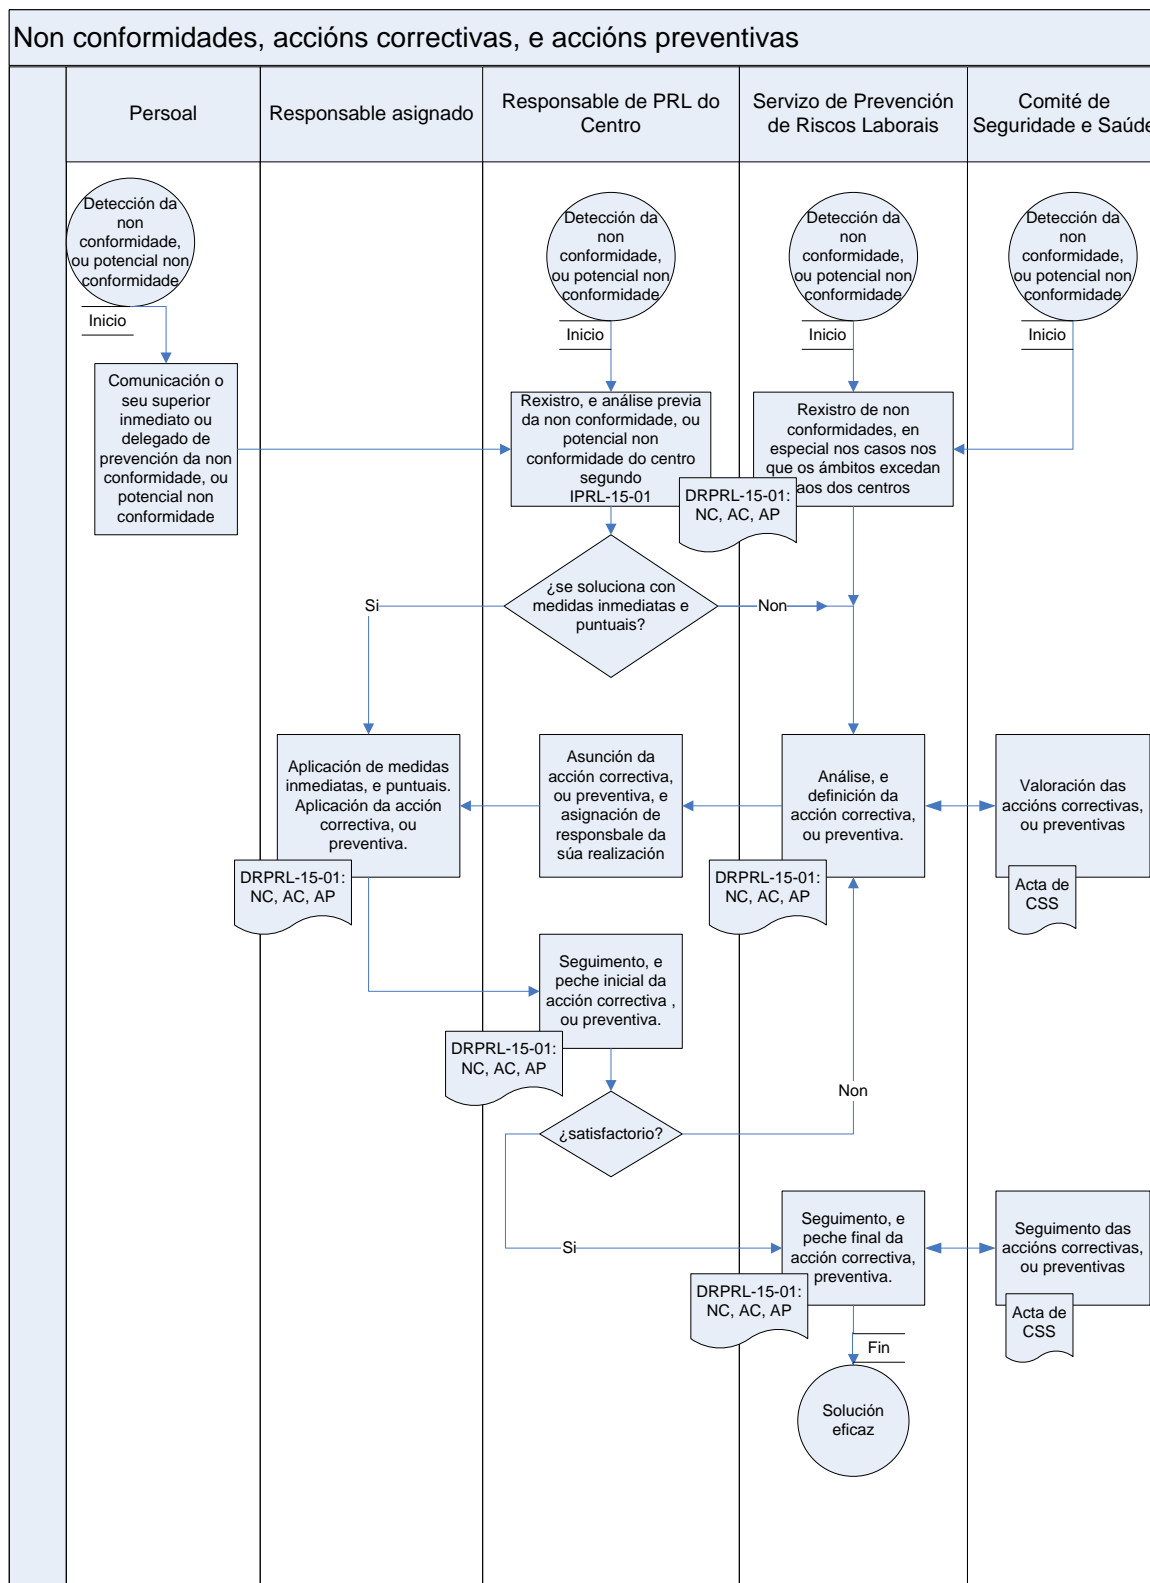 Non conformidades, accións correctivas, e accións preventivas
Persoal
Responsable asignado
Responsable de PRL do
Centro
Servizo de Prevención
de Riscos Laborais
Comité de
Seguridade e Saúde
Detección da
non
conformidade,
ou potencial non
conformidade
Detección da
non
conformidade,
ou potencial non
conformidade
Detección da
non
conformidade,
ou potencial non
conformidade
Detección da
non
conformidade,
ou potencial non
conformidade
Inicio
Inicio
Inicio
Inicio
Comunicación o
seu superior
inmediato ou
delegado de
prevención da non
conformidade, ou
potencial non
conformidade
Rexistro, e análise previa
da non conformidade, ou
potencial non
conformidade do centro
segundo
IPRL-15-01
Rexistro de non
conformidades, en
especial nos casos nos
que os ámbitos excedan
aos dos centros
DRPRL-15-01:
NC, AC, AP
¿se soluciona con
medidas inmediatas e
puntuais?
Si
Non
Aplicación de medidas
inmediatas, e puntuais.
Aplicación da acción
correctiva, ou
preventiva.
DRPRL-15-01:
NC, AC, AP
Asunción da
acción correctiva,
ou preventiva, e
asignación de
responsbale da
súa realización
Análise, e
definición da
acción correctiva,
ou preventiva.
DRPRL-15-01:
NC, AC, AP
Valoración das
accións correctivas,
ou preventivas
Acta de
CSS
Seguimento, e
peche inicial da
acción correctiva ,
ou preventiva.
DRPRL-15-01:
NC, AC, AP
Non
¿satisfactorio?
Si
Seguimento, e
peche final da
acción correctiva,
preventiva.
DRPRL-15-01:
NC, AC, AP
Seguimento das
accións correctivas,
ou preventivas
Acta de
CSS
Fin
Solución
eficaz